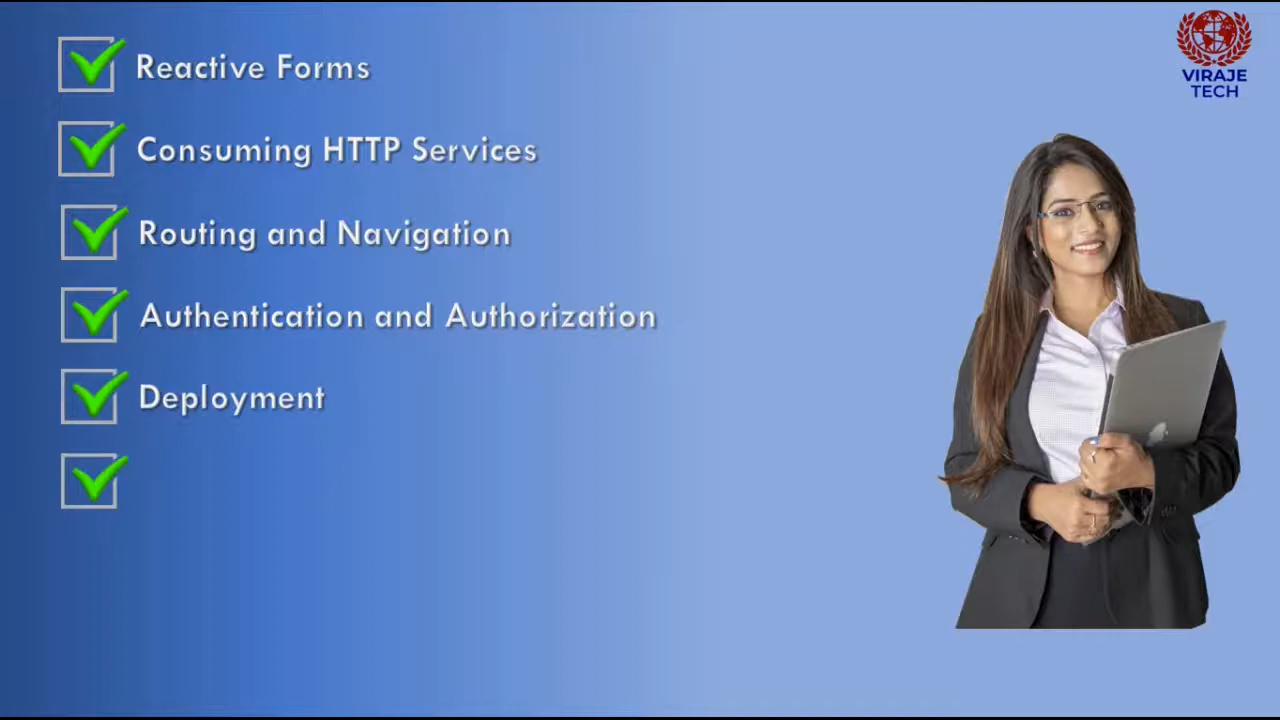 Reactive Forms
Consuming HTTP Services
Routing and Navigation
Authentication and Authorization
Deployment
VIRAJE
TECH